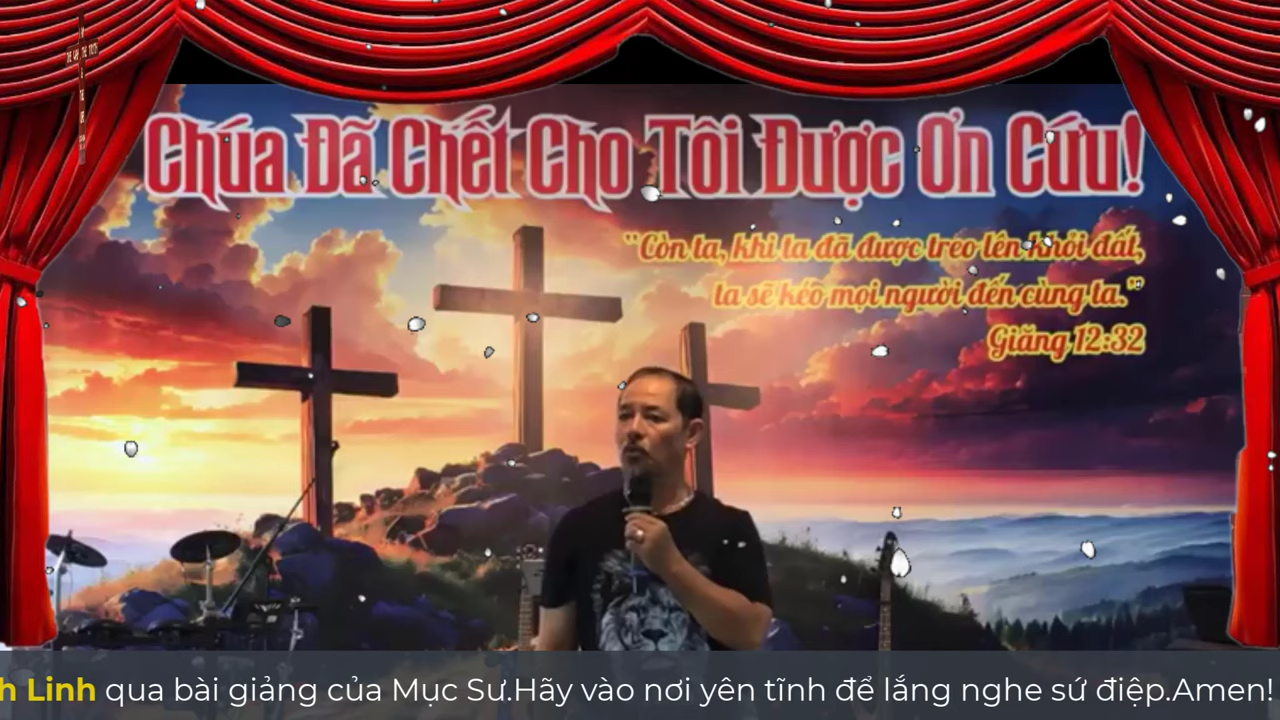 Chúa Đã Chết Cho Tôi Được Ơn Cứu!
"Còn ta, khi ta đã được treo lên khỏi đất,
ta sẽ kéo mọi người đến cùng ta."
Giăng 12:32
h Linh qua bài giảng của Mục Sư.Hãy vào nơi yên tĩnh để lắng nghe sứ điệp.Amen!